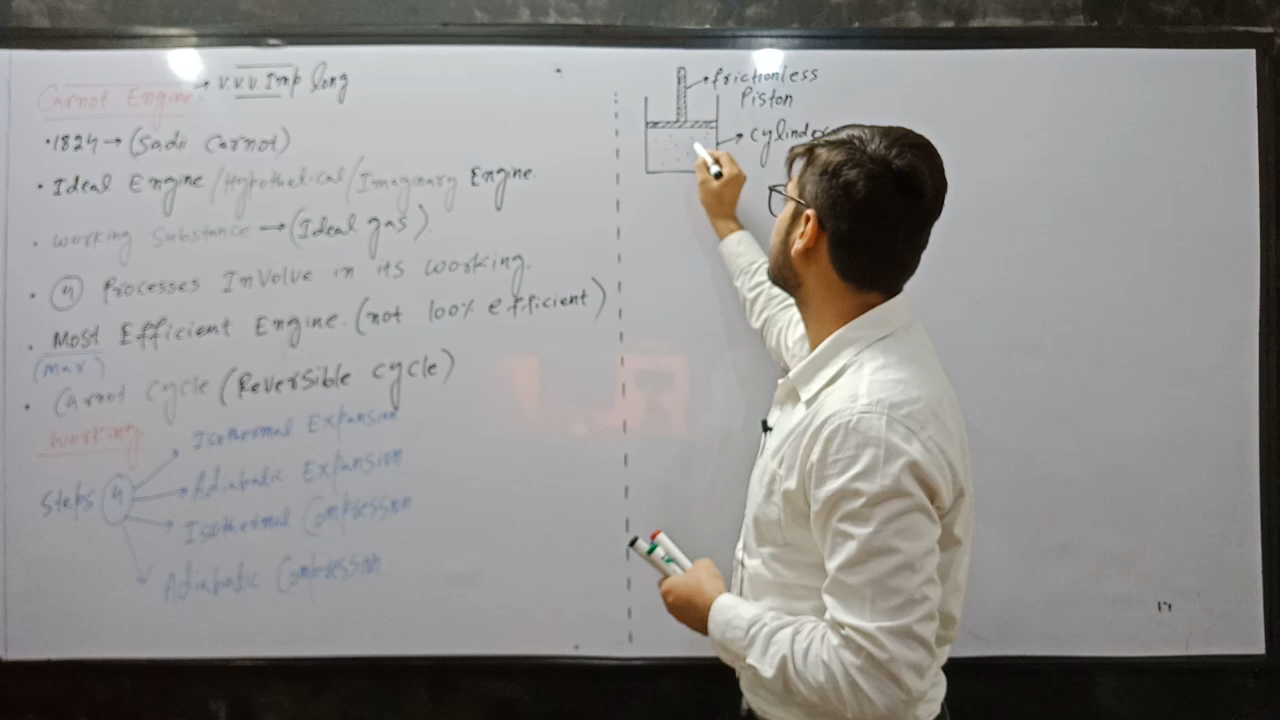 Carnot Engine: → v.v.v. Imp long
• 1824 → (Sadi Carnot)
• Ideal Engine / Hypothelical / Imaginary Engine.
• Working Substance → (Ideal gas).
• 4 Processes Involve in its working.
• Most Efficient Engine. (not 100% efficient)
(max)
• Carnot cycle (Reversible cycle)
Working
Steps 4
Isothermal Expansion
Adiabatic Expansion
Isothermal Compression
Adiabatic Compression
frictionless
Piston
cylinder
17